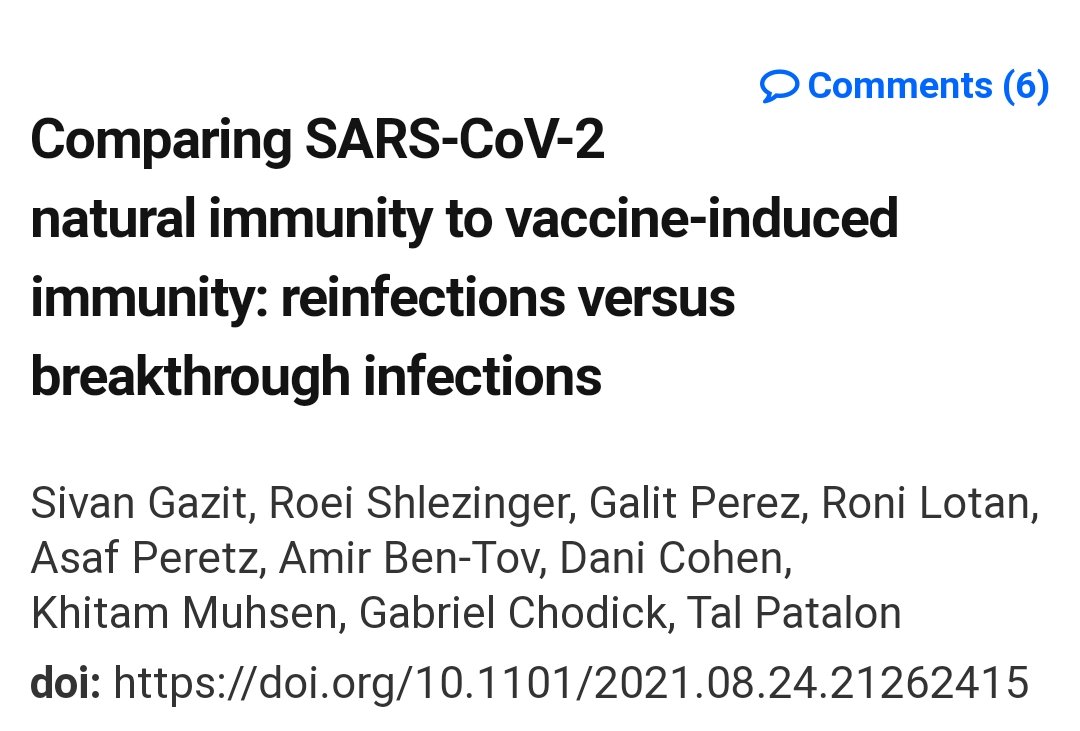 Comments (6)
Comparing SARS-CoV-2
natural immunity to vaccine-induced
immunity: reinfections versus
breakthrough infections
Sivan Gazit, Roei Shlezinger, Galit Perez, Roni Lotan,
Asaf Peretz, Amir Ben-Tov, Dani Cohen,
Khitam Muhsen, Gabriel Chodick, Tal Patalon
doi: https://doi.org/10.1101/2021.08.24.21262415